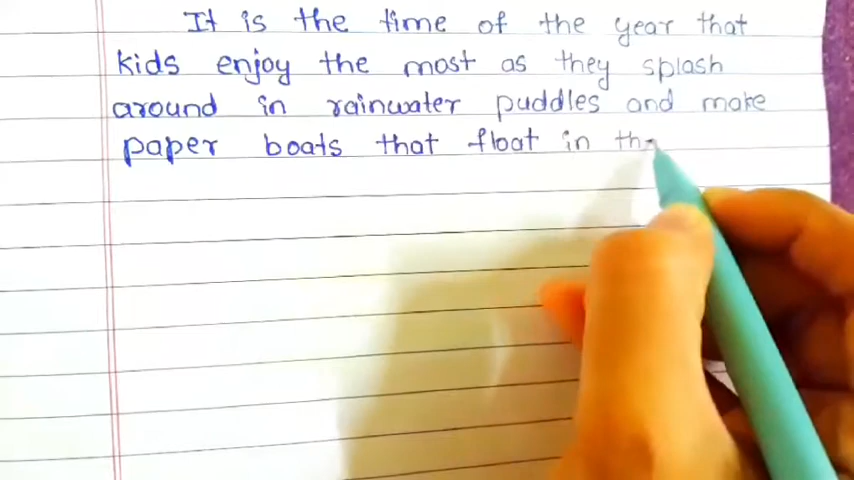 It is the time of the year that
kids enjoy the most as they splash
around in rainwater puddles and make
paper boats that float in the